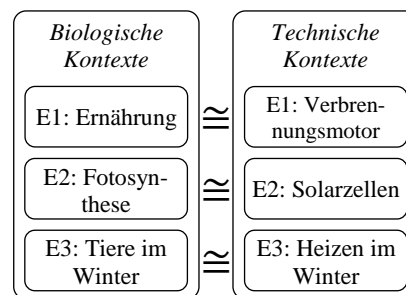 Biologische
Kontexte
Technische
Kontexte
E1: Ernährung
≅
E1: Verbren-
nungsmotor
E2: Fotosyn-
these
≅
E2: Solarzellen
E3: Tiere im
Winter
≅
E3: Heizen im
Winter